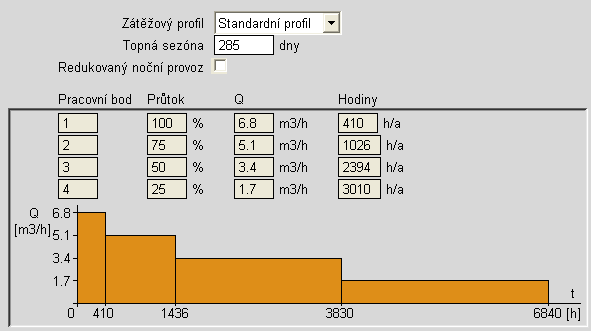 Zátěžový profil Standardní profil
Topná sezóna 285 dny
Redukovaný noční provoz
Pracovní bod Průtok Q Hodiny
1 100 % 6.8 m3/h 410 h/a
2 75 % 5.1 m3/h 1026 h/a
3 50 % 3.4 m3/h 2394 h/a
4 25 % 1.7 m3/h 3010 h/a
Q 6.8
[m3/h] 5.1
3.4
1.7
t
0 410 1436 3830 6840 [h]